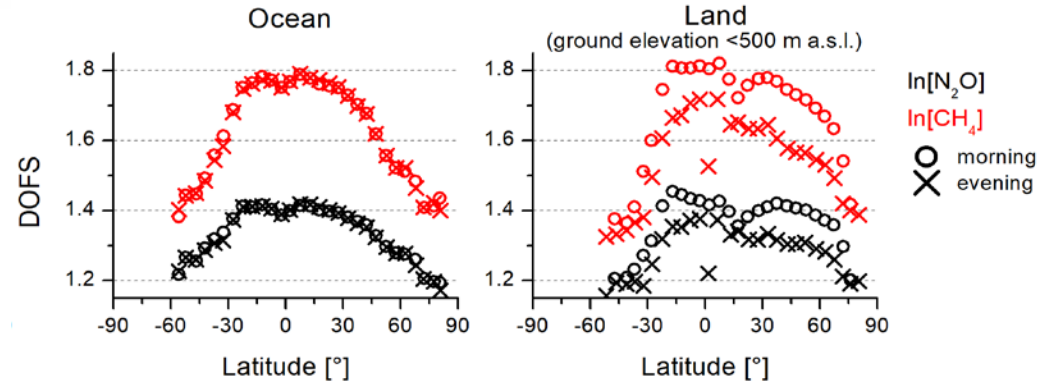 Ocean
Land
(ground elevation <500 m a.s.l.)
DOFS
1.8
1.6
1.4
1.2
-90 -60 -30 0 30 60 90
Latitude [°]
1.8
1.6
1.4
1.2
-90 -60 -30 0 30 60 90
Latitude [°]
ln[N₂O]
ln[CH₄]
morning
evening